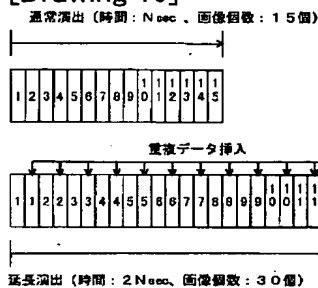 [Drawing 10]
通常演出（時間：Nsec、画像個数：15個）
1 2 3 4 5 6 7 8 9 10 11 12 13 14 15
重複データ挿入
1 1 2 2 3 3 4 4 5 5 6 6 7 7 8 8 9 9 10 10 11 11
延長演出（時間：2Nsec、画像個数：30個）